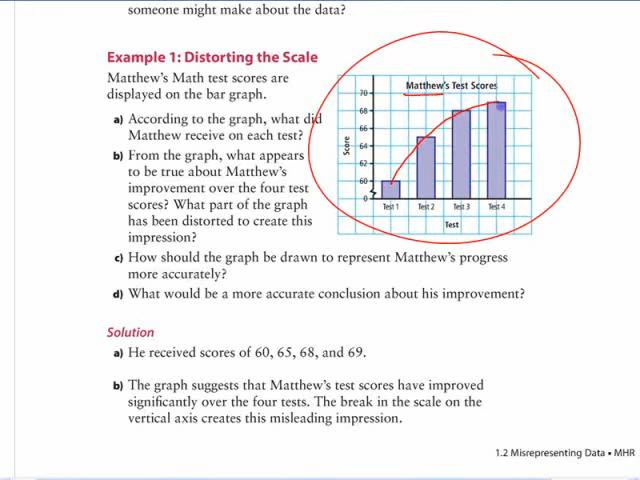 someone might make about the data?
Example 1: Distorting the Scale
Matthew's Math test scores are
displayed on the bar graph.
a) According to the graph, what did
Matthew receive on each test?
b) From the graph, what appears
to be true about Matthew's
improvement over the four test
scores? What part of the graph
has been distorted to create this
impression?
Matthew's Test Scores
70
68
66
64
62
60
0
Score
Test 1 Test 2 Test 3 Test 4
Test
c) How should the graph be drawn to represent Matthew's progress
more accurately?
d) What would be a more accurate conclusion about his improvement?
Solution
a) He received scores of 60, 65, 68, and 69.
b) The graph suggests that Matthew's test scores have improved
significantly over the four tests. The break in the scale on the
vertical axis creates this misleading impression.
1.2 Misrepresenting Data • MHR